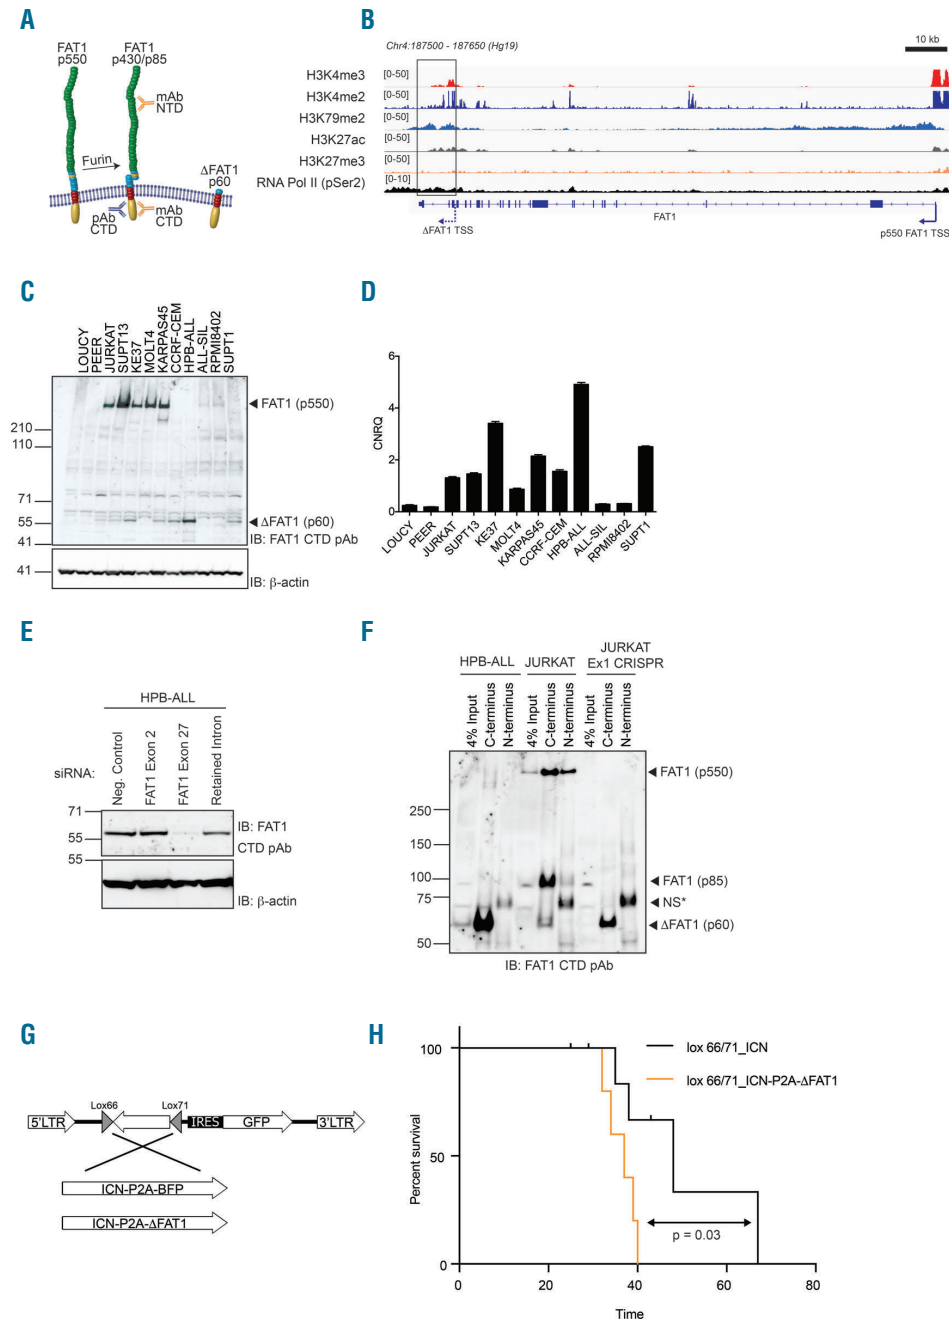 A
FAT1
p550
FAT1
p430/p85
mAb
NTD
Furin
ΔFAT1
p60
pAb
CTD
mAb
CTD
B
Chr4:187500 - 187650 (Hg19)
10 kb
H3K4me3
[0-50]
H3K4me2
[0-50]
H3K79me2
[0-50]
H3K27ac
[0-50]
H3K27me3
[0-50]
RNA Pol II (pSer2)
[0-10]
ΔFAT1 TSS
FAT1
p550 FAT1 TSS
C
LOUCY
PEER
JURKAT
SUPT13
KE37
MOLT4
KARPAS45
CCRF-CEM
HPB-ALL
ALL-SIL
RPMI8402
SUPT1
FAT1 (p550)
210
110
71
55
ΔFAT1 (p60)
41
IB: FAT1 CTD pAb
41
IB: β-actin
D
CNRQ
6
4
2
0
LOUCY
PEER
JURKAT
SUPT13
KE37
MOLT4
KARPAS45
CCRF-CEM
HPB-ALL
ALL-SIL
RPMI8402
SUPT1
E
HPB-ALL
siRNA:
Neg. Control
FAT1 Exon 2
FAT1 Exon 27
Retained Intron
71
55
IB: FAT1
CTD pAb
55
IB: β-actin
F
HPB-ALL
JURKAT
JURKAT
Ex1 CRISPR
4% Input
C-terminus
N-terminus
4% Input
C-terminus
N-terminus
4% Input
C-terminus
N-terminus
FAT1 (p550)
250
150
100
FAT1 (p85)
75
NS*
ΔFAT1 (p60)
50
IB: FAT1 CTD pAb
G
Lox66
Lox71
5'LTR
IRES
GFP
3'LTR
ICN-P2A-BFP
ICN-P2A-ΔFAT1
H
lox 66/71_ICN
lox 66/71_ICN-P2A-ΔFAT1
Percent survival
100
50
0
p = 0.03
0
20
40
60
80
Time